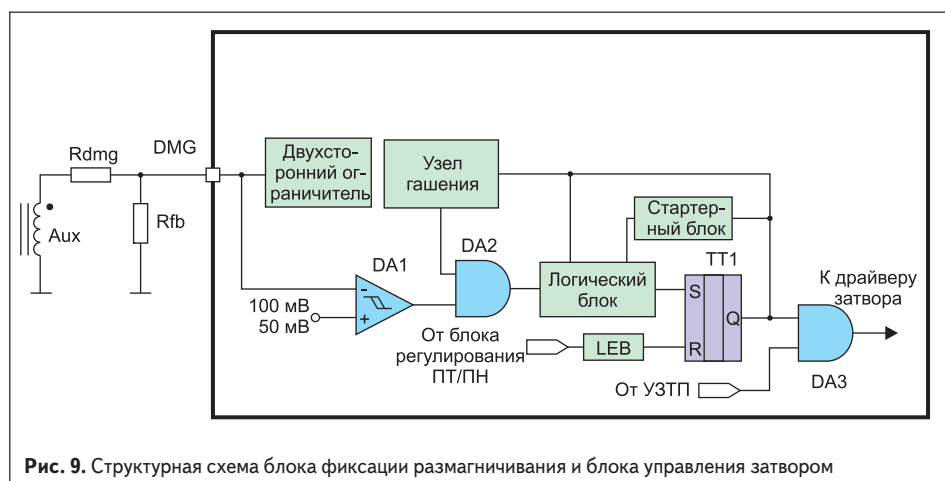 Rdmg
DMG
Rfb
Aux
Двухсто-
ронний ог-
раничитель
Узел
гашения
Стартер-
ный блок
DA1
DA2
TT1
100 мВ
50 мВ
-
+
Логический
блок
S
Q
R
К драйверу
затвора
От блока
регулирования
ПТ/ПН
LEB
От УЗТП
DA3
Рис. 9. Структурная схема блока фиксации размагничивания и блока управления затвором